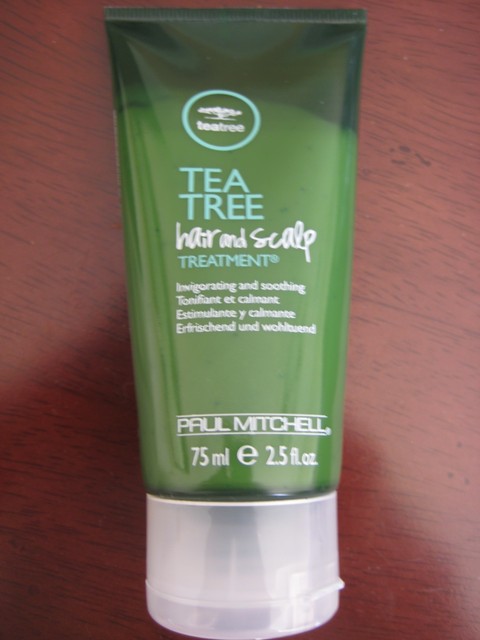 teatree
TEA
TREE
hair and scalp
TREATMENT®
Invigorating and soothing
Tonifiant et calmant
Estimulante y calmante
Erfrischend und wohltuend
PAUL MITCHELL®
75 ml e 2.5 fl. oz.